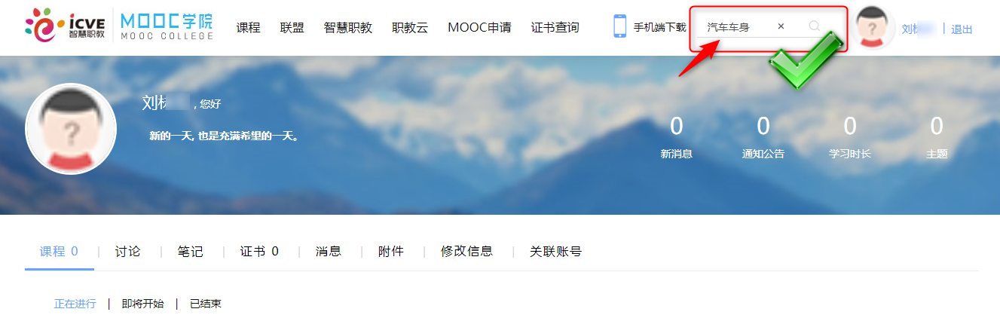 icve 智慧职教 MOOC学院 MOOC COLLEGE
课程 联盟 智慧职教 职教云 MOOC申请 证书查询 手机端下载 汽车车身 × 刘 | 退出
刘 , 您好
新的一天, 也是充满希望的一天。
0 0 0 0
新消息 通知公告 学习时长 主题
课程 0 | 讨论 | 笔记 | 证书 0 | 消息 | 附件 | 修改信息 | 关联账号
正在进行 | 即将开始 | 已结束